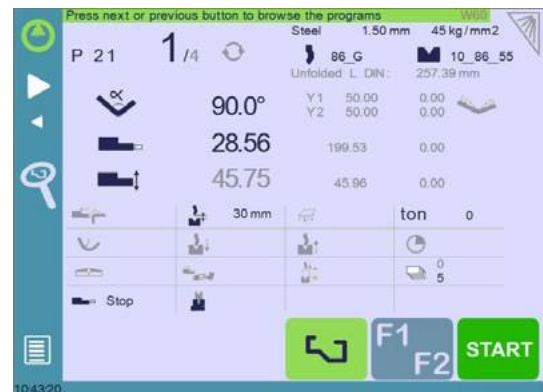 Press next or previous button to browse the programs W60
Steel 1.50 mm 45 kg/mm2
P 21 1/4 86_G 10_86_55
Unfolded L. DIN: 257.39 mm
α 90.0° Y1 50.00 0.00
Y2 50.00 0.00
28.56 199.53 0.00
45.75 45.96 0.00
30 mm ton 0
0
5
Stop
F1
F2
START
10:43:20